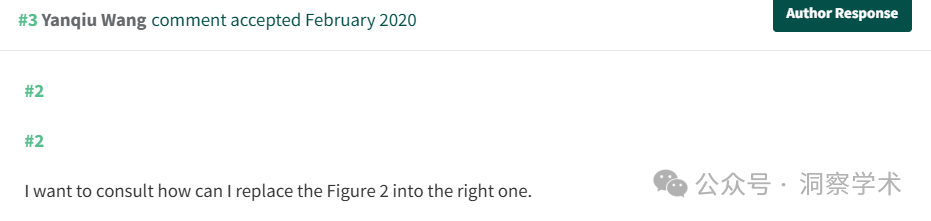 #3 Yanqiu Wang comment accepted February 2020
Author Response
#2
#2
I want to consult how can I replace the Figure 2 into the right one.
公众号 · 洞察学术